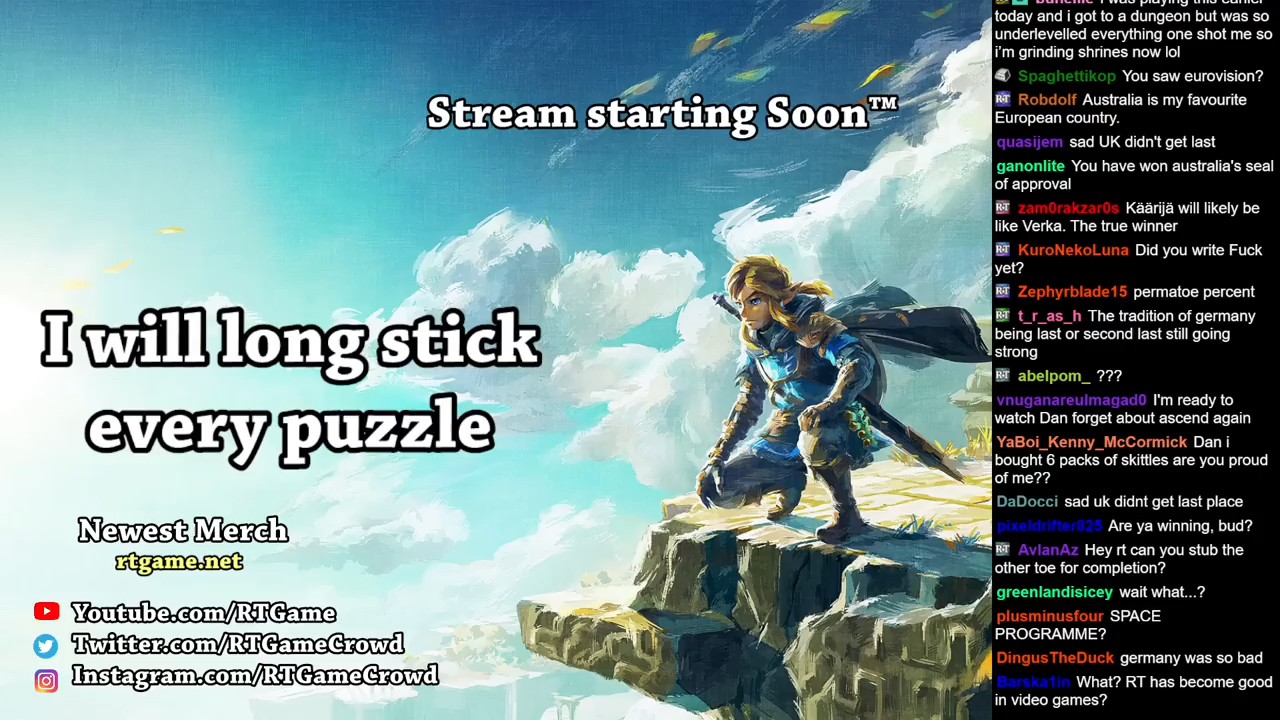 Stream starting Soon™
I will long stick
every puzzle
Newest Merch
rtgame.net
Youtube.com/RTGame
Twitter.com/RTGameCrowd
Instagram.com/RTGameCrowd
today and i got to a dungeon but was so
underlevelled everything one shot me so
i'm grinding shrines now lol
Spaghettikop You saw eurovision?
Robdolf Australia is my favourite
European country.
quasijem sad UK didn't get last
ganonlite You have won australia's seal
of approval
zam0rakzar0s Käärijä will likely be
like Verka. The true winner
KuroNekoLuna Did you write Fuck
yet?
Zephyrblade15 permatoe percent
t_r_as_h The tradition of germany
being last or second last still going
strong
abelpom_ ???
vnuganareulmagad0 I'm ready to
watch Dan forget about ascend again
YaBoi_Kenny_McCormick Dan i
bought 6 packs of skittles are you proud
of me??
DaDocci sad uk didnt get last place
pixeldrifter825 Are ya winning, bud?
AvlanAz Hey rt can you stub the
other toe for completion?
greenlandisicey wait what...?
plusminusfour SPACE
PROGRAMME?
DingusTheDuck germany was so bad
Barska1in What? RT has become good
in video games?